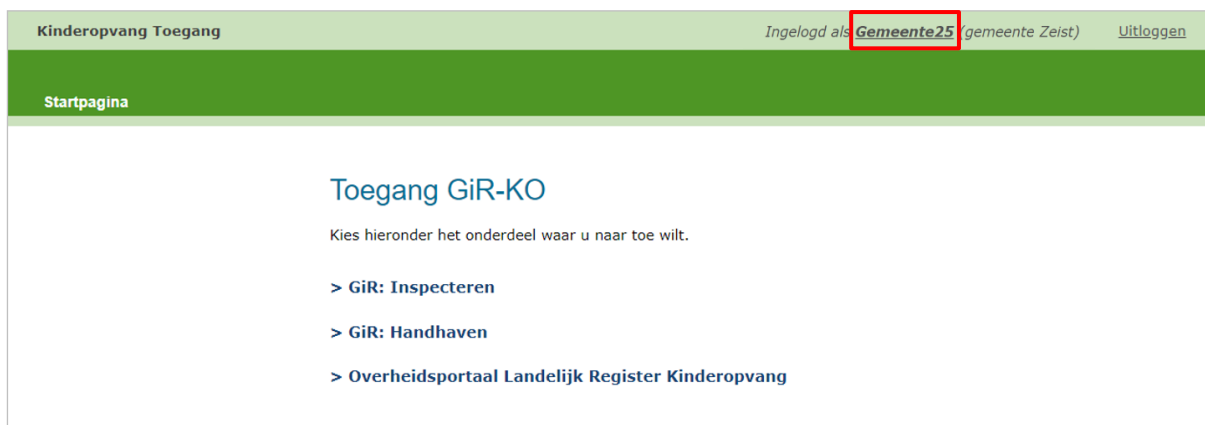 Kinderopvang Toegang
Ingelogd als Gemeente25 (gemeente Zeist) Uitloggen
Startpagina
Toegang GiR-KO
Kies hieronder het onderdeel waar u naar toe wilt.
> GiR: Inspecteren
> GiR: Handhaven
> Overheidsportaal Landelijk Register Kinderopvang